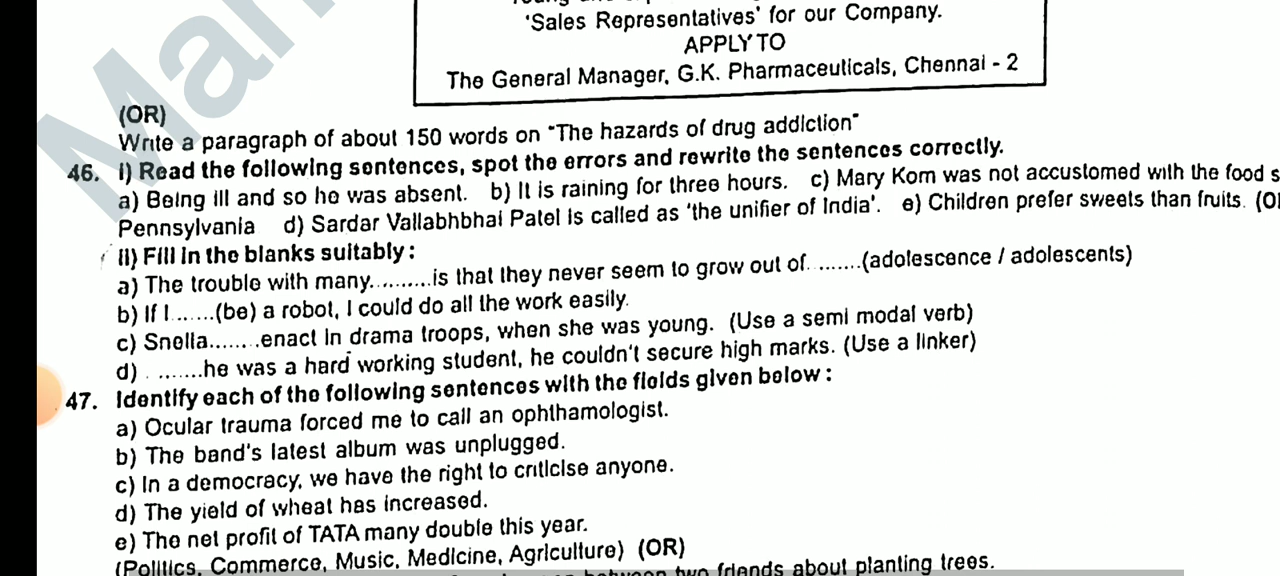 'Sales Representatives' for our Company.
APPLY TO
The General Manager, G.K. Pharmaceuticals, Chennai - 2
(OR)
Write a paragraph of about 150 words on "The hazards of drug addiction"
46. i) Read the following sentences, spot the errors and rewrite the sentences correctly.
a) Being ill and so he was absent. b) It is raining for three hours. c) Mary Kom was not accustomed with the food s
Pennsylvania d) Sardar Vallabhbhai Patel is called as 'the unifier of India'. e) Children prefer sweets than fruits. (O
ii) Fill in the blanks suitably :
a) The trouble with many..........is that they never seem to grow out of. .......(adolescence / adolescents)
b) If I .......(be) a robot, I could do all the work easily.
c) Snella.........enact in drama troops, when she was young. (Use a semi modal verb)
d) . .......he was a hard working student, he couldn't secure high marks. (Use a linker)
47. Identify each of the following sentences with the fields given below :
a) Ocular trauma forced me to call an ophthamologist.
b) The band's latest album was unplugged.
c) In a democracy, we have the right to criticise anyone.
d) The yield of wheat has increased.
e) The net profit of TATA many double this year.
(Politics, Commerce, Music, Medicine, Agriculture) (OR)
between two friends about planting trees.